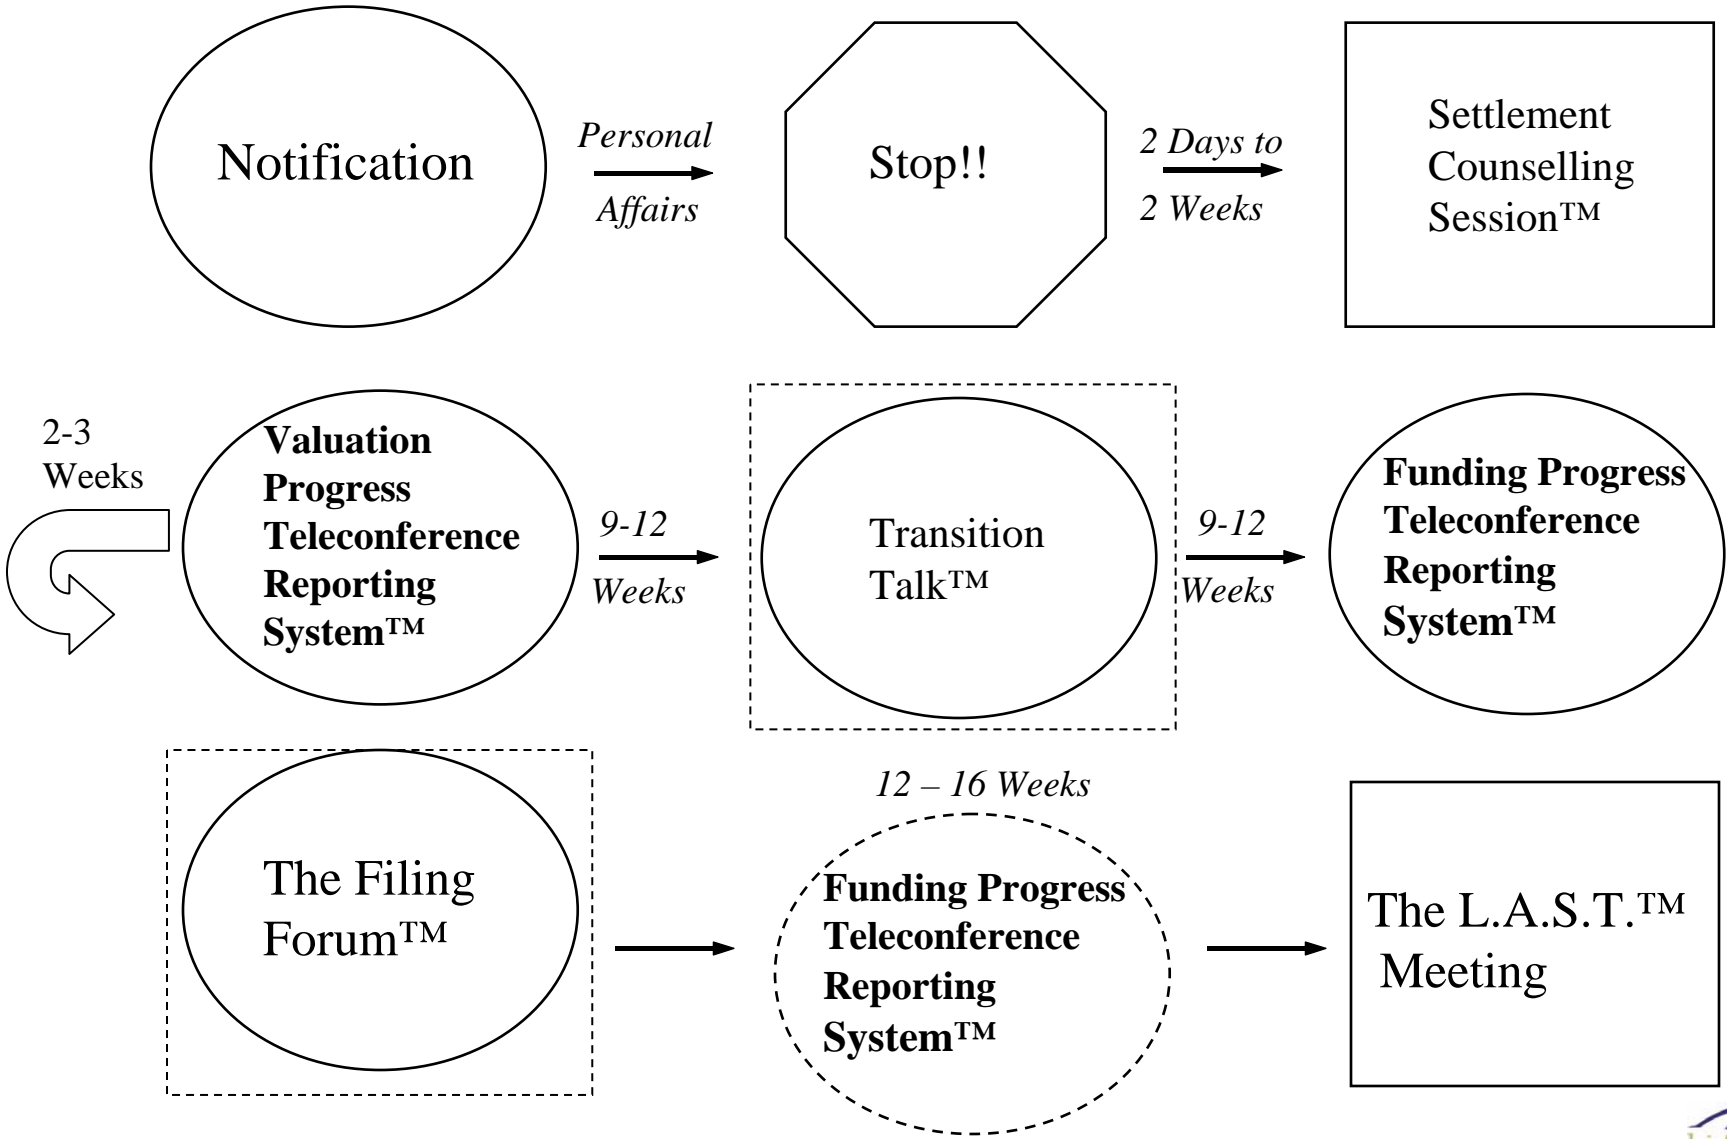 Notification
Personal
Affairs
Stop!!
2 Days to
2 Weeks
Settlement
Counselling
Session™
2-3
Weeks
Valuation
Progress
Teleconference
Reporting
System™
9-12
Weeks
Transition
Talk™
9-12
Weeks
Funding Progress
Teleconference
Reporting
System™
The Filing
Forum™
12 – 16 Weeks
Funding Progress
Teleconference
Reporting
System™
The L.A.S.T.™
Meeting